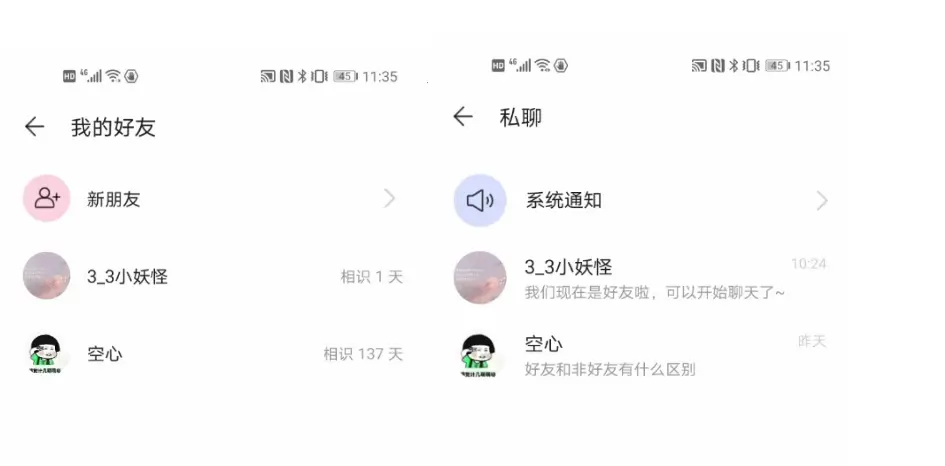 HD 4G 45 11:35
我的好友
新朋友
3_3小妖怪 相识 1 天
空心 相识 137 天
HD 4G 45 11:35
私聊
系统通知
3_3小妖怪 10:24
我们现在是好友啦，可以开始聊天了~
空心 昨天
好友和非好友有什么区别